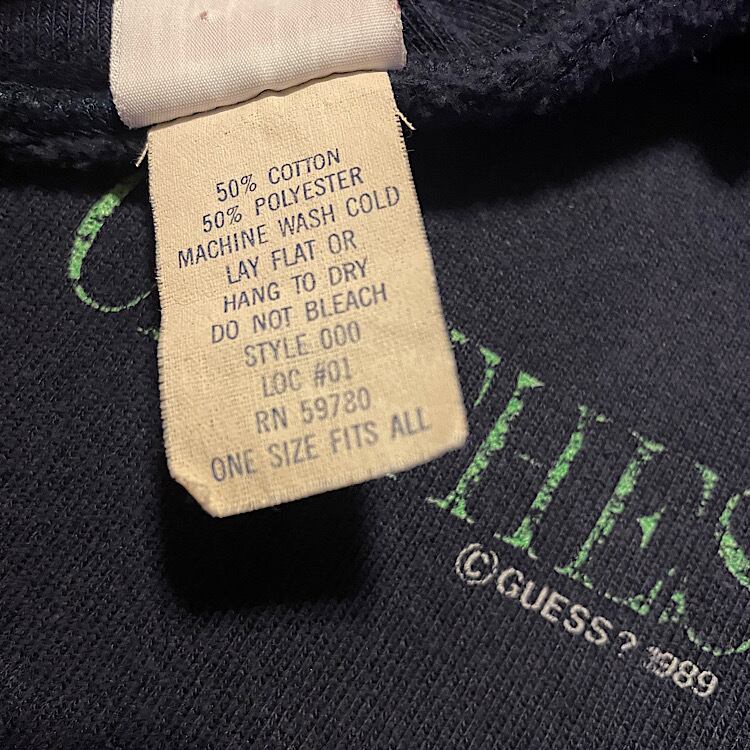 50% COTTON
50% POLYESTER
MACHINE WASH COLD
LAY FLAT OR
HANG TO DRY
DO NOT BLEACH
STYLE 000
LOC #01
RN 59780
ONE SIZE FITS ALL
THES
©GUESS? 1989